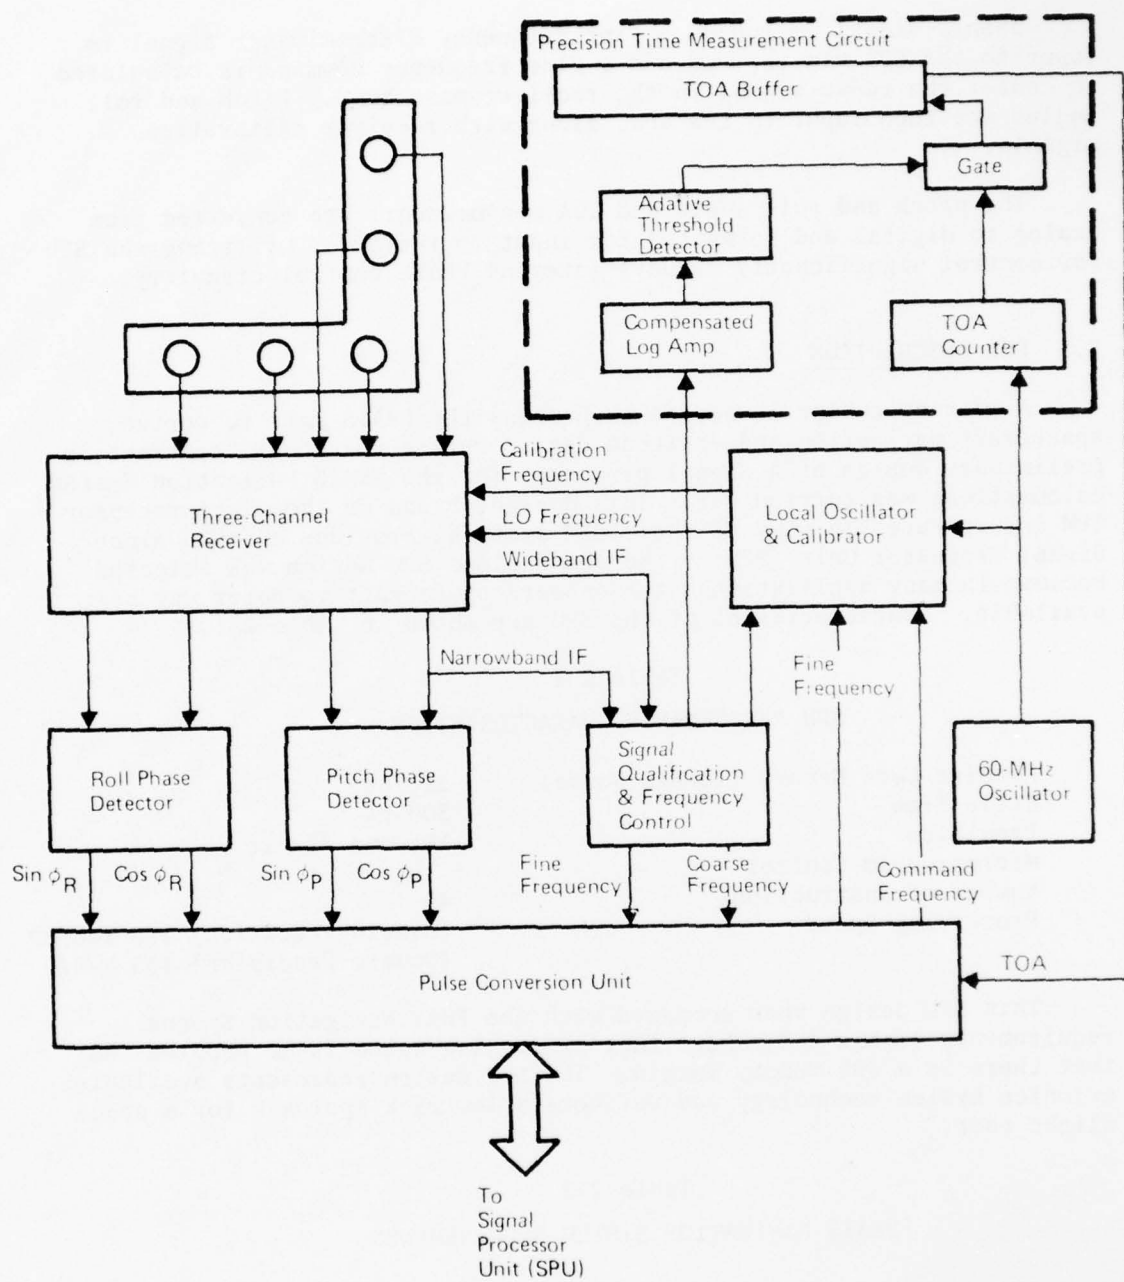 Precision Time Measurement Circuit
TOA Buffer
Gate
Adative
Threshold
Detector
Compensated
Log Amp
TOA
Counter
Calibration
Frequency
Three-Channel
Receiver
LO Frequency
Local Oscillator
& Calibrator
Wideband IF
Narrowband IF
Fine
Frequency
Roll Phase
Detector
Pitch Phase
Detector
Signal
Qualification
& Frequency
Control
60-MHz
Oscillator
Sin ϕR
Cos ϕR
Sin ϕP
Cos ϕP
Fine
Frequency
Coarse
Frequency
Command
Frequency
Pulse Conversion Unit
TOA
To
Signal
Processor
Unit (SPU)